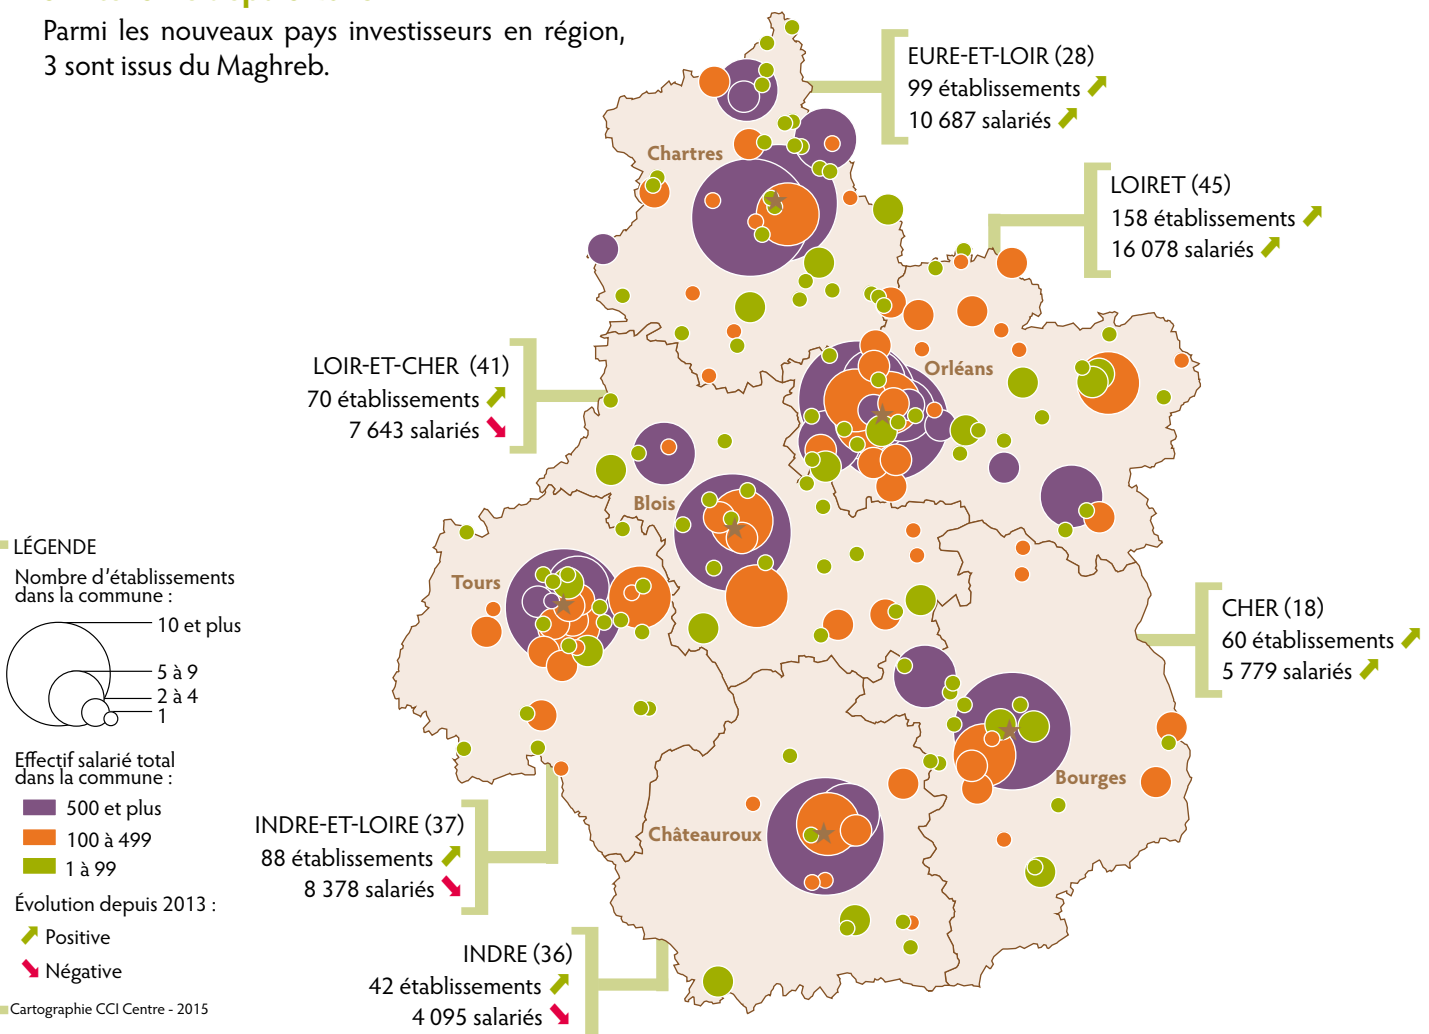 Parmi les nouveaux pays investisseurs en région,
3 sont issus du Maghreb.
EURE-ET-LOIR (28)
99 établissements
10 687 salariés
Chartres
LOIRET (45)
158 établissements
16 078 salariés
LOIR-ET-CHER (41)
70 établissements
7 643 salariés
Orléans
Blois
Tours
LÉGENDE
Nombre d'établissements
dans la commune :
10 et plus
5 à 9
2 à 4
1
Effectif salarié total
dans la commune :
500 et plus
100 à 499
1 à 99
Évolution depuis 2013 :
Positive
Négative
Cartographie CCI Centre - 2015
CHER (18)
60 établissements
5 779 salariés
Bourges
Châteauroux
INDRE-ET-LOIRE (37)
88 établissements
8 378 salariés
INDRE (36)
42 établissements
4 095 salariés